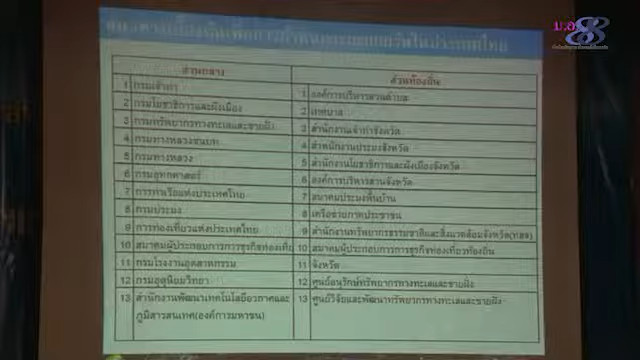 ส่วนกลาง
ส่วนท้องถิ่น
1 กรมเจ้าท่า
1 องค์การบริหารส่วนตำบล
2 กรมโยธาธิการและผังเมือง
2 เทศบาล
3 กรมทรัพยากรทางทะเลและชายฝั่ง
3 สำนักงานเจ้าท่าจังหวัด
4 กรมทางหลวงชนบท
4 สำนักงานประมงจังหวัด
5 กรมทางหลวง
5 สำนักงานโยธาธิการและผังเมืองจังหวัด
6 กรมอุทกศาสตร์
6 องค์การบริหารส่วนจังหวัด
7 การท่าเรือแห่งประเทศไทย
7 สมาคมประมงพื้นบ้าน
8 กรมประมง
8 เครือข่ายภาคประชาชน
9 การท่องเที่ยวแห่งประเทศไทย
9 สำนักงานทรัพยากรธรรมชาติและสิ่งแวดล้อมจังหวัด(ทสจ)
10 สมาคมผู้ประกอบการการธุรกิจท่องเที่ยว
10 สมาคมผู้ประกอบการการธุรกิจท่องเที่ยวท้องถิ่น
11 กรมโรงงานอุตสาหกรรม
11 จังหวัด
12 กรมอุตุนิยมวิทยา
12 ศูนย์อนุรักษ์ทรัพยากรทางทะเลและชายฝั่ง
13 สำนักงานพัฒนาเทคโนโลยีอวกาศและ
ภูมิสารสนเทศ(องค์การมหาชน)
13 ศูนย์วิจัยและพัฒนาทรัพยากรทางทะเลและชายฝั่ง